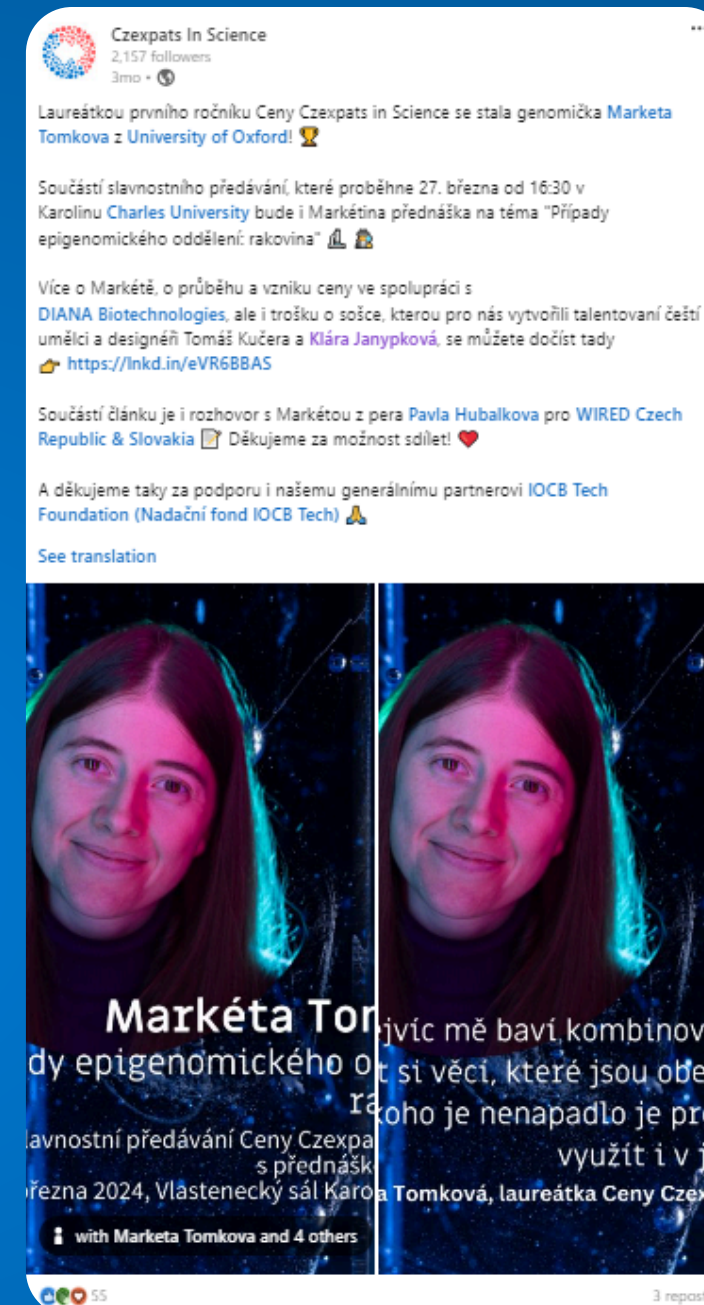 Czexpats In Science
2,157 followers
3mo •
Laureátkou prvního ročníku Ceny Czexpats in Science se stala genomička Marketa
Tomkova z University of Oxford! 🏆
Součástí slavnostního předávání, které proběhne 27. března od 16:30 v
Karolinu Charles University bude i Markétina přednáška na téma "Případy
epigenomického oddělení: rakovina"
Více o Markétě, o průběhu a vzniku ceny ve spolupráci s
DIANA Biotechnologies, ale i trošku o sošce, kterou pro nás vytvořili talentovaní čeští
umělci a designéři Tomáš Kučera a Klára Janypková, se můžete dočíst tady
👉 https://lnkd.in/eVR6BBAS
Součástí článku je i rozhovor s Markétou z pera Pavla Hubalkova pro WIRED Czech
Republic & Slovakia 📝 Děkujeme za možnost sdílet! ❤️
A děkujeme taky za podporu i našemu generálnímu partnerovi IOCB Tech
Foundation (Nadační fond IOCB Tech) 🙏
See translation
Markéta Tom
dy epigenomického o
ra
lavnostní předávání Ceny Czexpa
s přednášk
řezna 2024, Vlastenecký sál Karo
with Marketa Tomkova and 4 others
jvíc mě baví kombinov
t si věci, které jsou obe
koho je nenapadlo je pro
využít i v j
a Tomková, laureátka Ceny Czex
55
3 repost